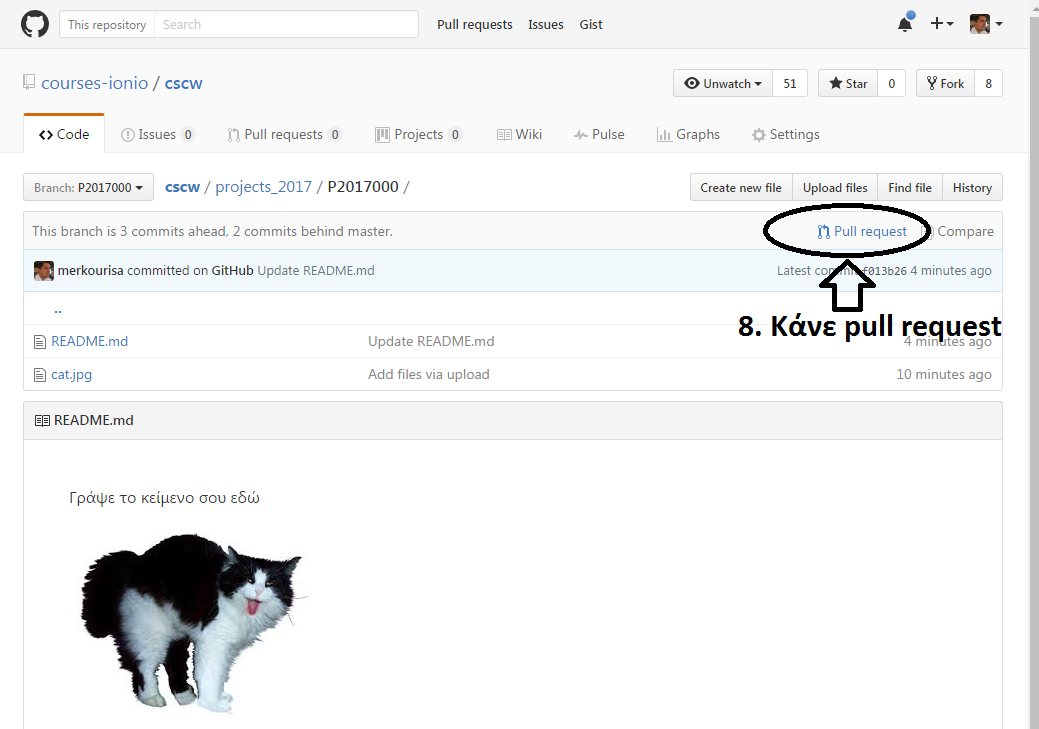 This repository Search Pull requests Issues Gist
courses-ionio / cscw Unwatch 51 Star 0 Fork 8
Code Issues 0 Pull requests 0 Projects 0 Wiki Pulse Graphs Settings
Branch: P2017000 cscw / projects_2017 / P2017000 / Create new file Upload files Find file History
This branch is 3 commits ahead, 2 commits behind master. Pull request Compare
merkourisa committed on GitHub Update README.md Latest commit f013b26 4 minutes ago
..
8. Κάνε pull request
README.md Update README.md 4 minutes ago
cat.jpg Add files via upload 10 minutes ago
README.md
Γράψε το κείμενο σου εδώ